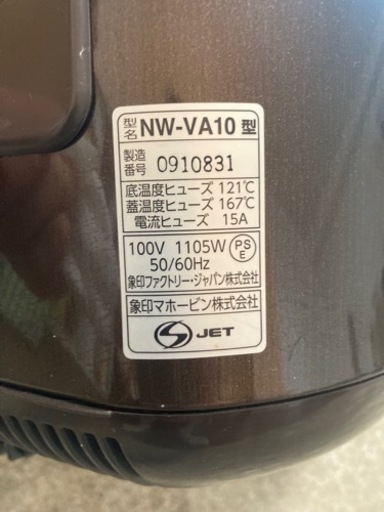 型名 NW-VA10 型
製造番号 0910831
底温度ヒューズ 121℃
蓋温度ヒューズ 167℃
電流ヒューズ 15A
100V 1105W PSE
50/60Hz
象印ファクトリー・ジャパン株式会社
象印マホービン株式会社
S JET